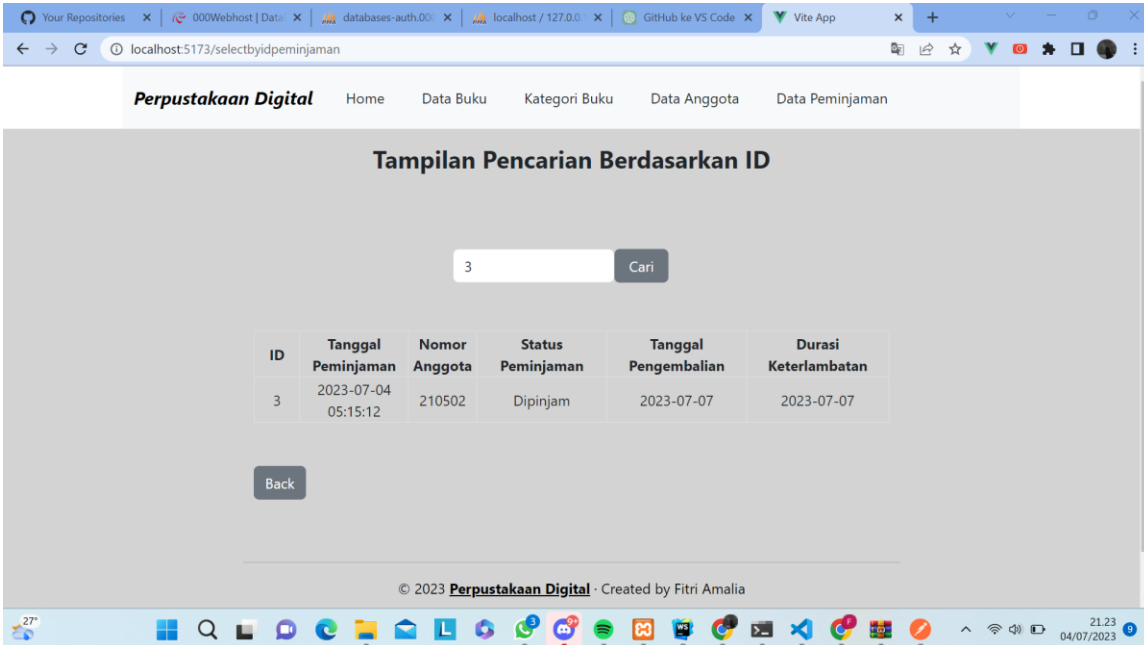 Your Repositories
000Webhost | Data
databases-auth.00
localhost / 127.0.0.
GitHub ke VS Code
Vite App
localhost:5173/selectbyidpeminjaman
Perpustakaan Digital Home Data Buku Kategori Buku Data Anggota Data Peminjaman
Tampilan Pencarian Berdasarkan ID
3 Cari
ID Tanggal Peminjaman Nomor Anggota Status Peminjaman Tanggal Pengembalian Durasi Keterlambatan
3 2023-07-04 05:15:12 210502 Dipinjam 2023-07-07 2023-07-07
Back
© 2023 Perpustakaan Digital · Created by Fitri Amalia
27°
L
3
9+
WS
F
21.23
04/07/2023
9